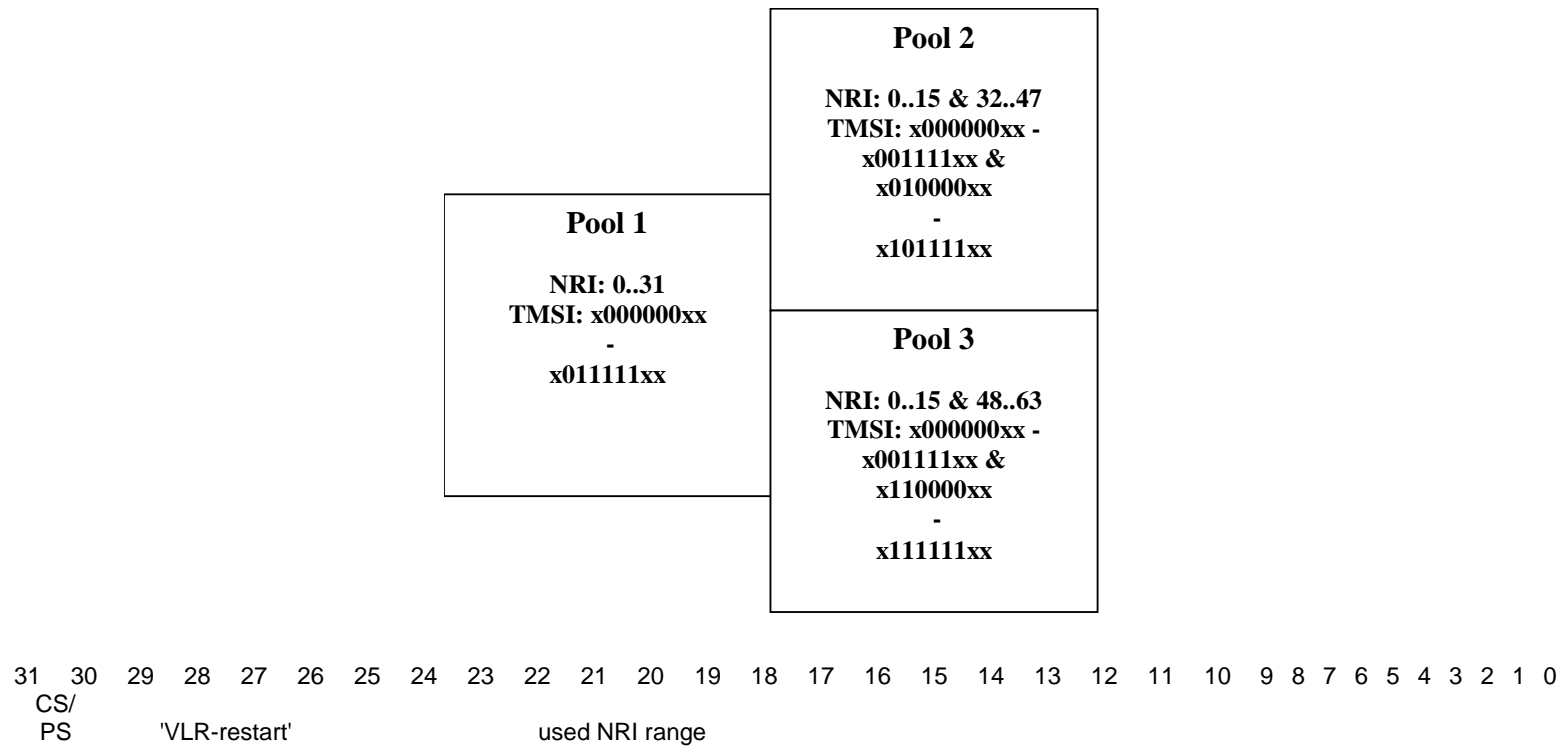 Pool 2
NRI: 0..15 & 32..47
TMSI: x000000xx -
x001111xx &
x010000xx
-
x101111xx
Pool 1
NRI: 0..31
TMSI: x000000xx
-
x011111xx
Pool 3
NRI: 0..15 & 48..63
TMSI: x000000xx -
x001111xx &
x110000xx
-
x111111xx
31 30 29 28 27 26 25 24 23 22 21 20 19 18 17 16 15 14 13 12 11 10 9 8 7 6 5 4 3 2 1 0
CS/
PS 'VLR-restart' used NRI range